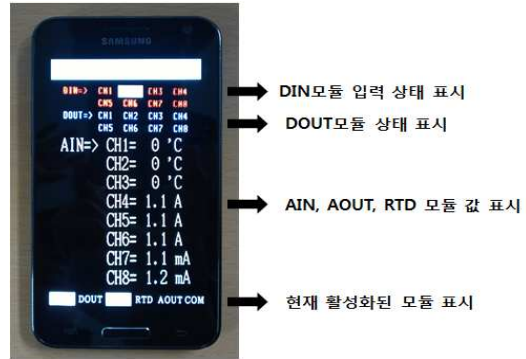 SAMSUNG
DIN=> CH1 CH3 CH4
CH5 CH6 CH7 CH8
DOUT=> CH1 CH2 CH3 CH4
CH5 CH6 CH7 CH8
AIN=> CH1= 0 'C
CH2= 0 'C
CH3= 0 'C
CH4= 1.1 A
CH5= 1.1 A
CH6= 1.1 A
CH7= 1.1 mA
CH8= 1.2 mA
DOUT RTD AOUT COM
DIN모듈 입력 상태 표시
DOUT모듈 상태 표시
AIN, AOUT, RTD 모듈 값 표시
현재 활성화된 모듈 표시